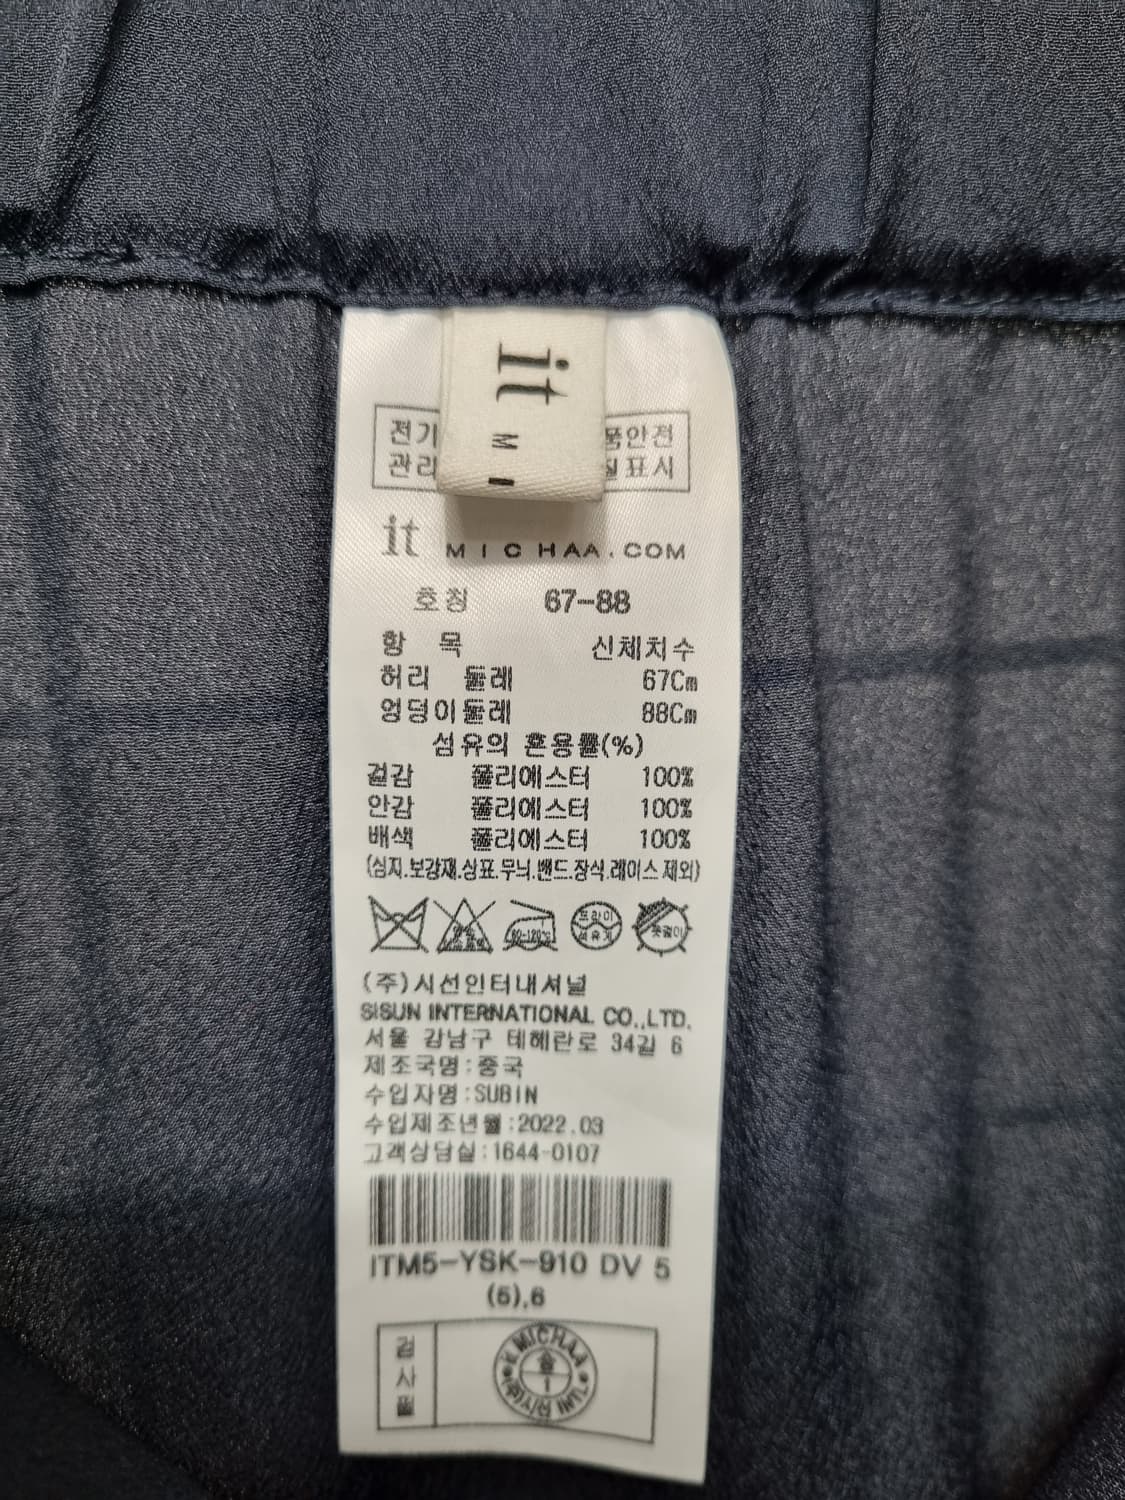 it
M I
전기 품안전
관리 질표시
it MICHAA.COM
호칭 67-88
항 목 신체치수
허리 둘레 67Cm
엉덩이둘레 88Cm
섬유의 혼용률(%)
겉감 폴리에스터 100%
안감 폴리에스터 100%
배색 폴리에스터 100%
(심지.보강재.상표.무늬.밴드.장식.레이스 제외)
80-120℃
(주)시선인터내셔널
SISUN INTERNATIONAL CO.,LTD.
서울 강남구 테헤란로 34길 6
제조국명:중국
수입자명:SUBIN
수입제조년월:2022.03
고객상담실:1644-0107
ITM5-YSK-910 DV 5
(5),6
검사필
MICHAA